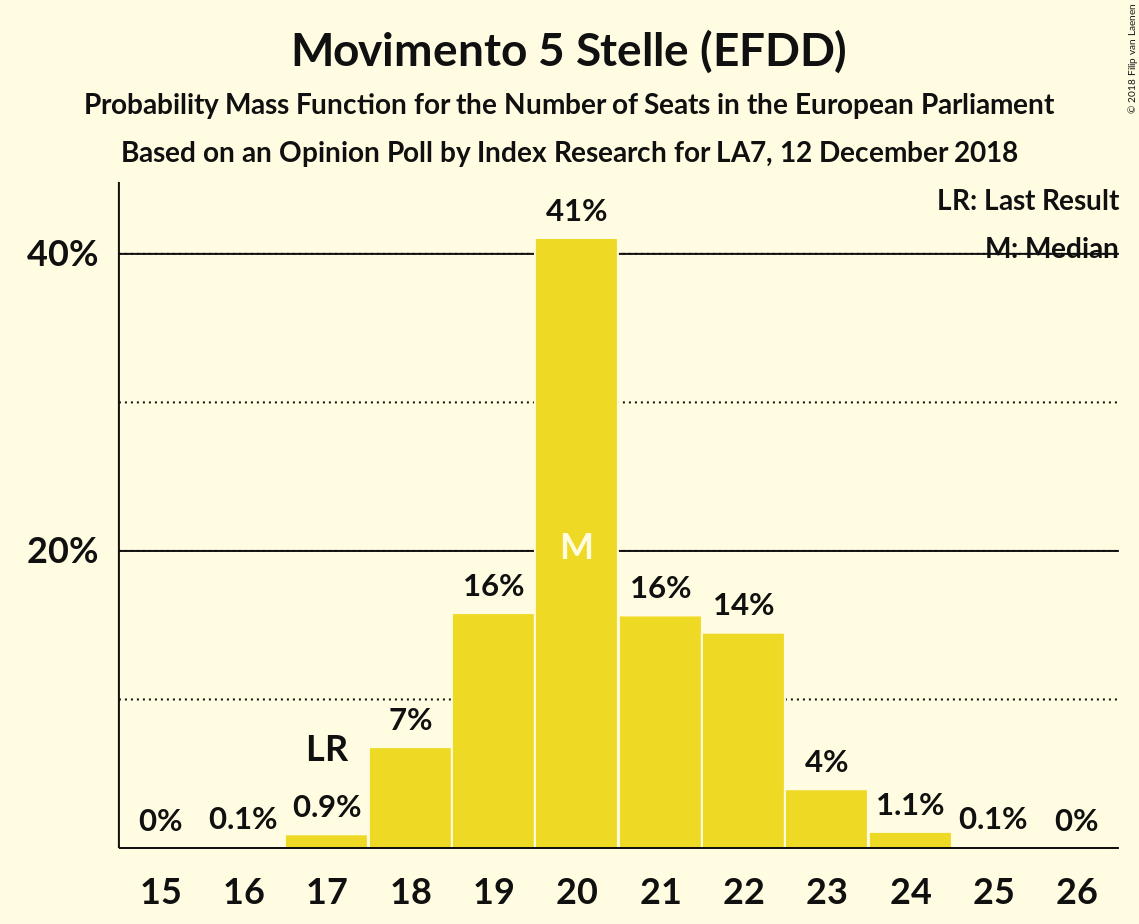 Movimento 5 Stelle (EFDD)
Probability Mass Function for the Number of Seats in the European Parliament
Based on an Opinion Poll by Index Research for LA7, 12 December 2018
© 2018 Filip van Laenen
LR: Last Result
M: Median
41%
40%
20%
M
16%
16%
14%
7%
LR
4%
0%
0.1%
0.9%
1.1%
0.1%
0%
15 16 17 18 19 20 21 22 23 24 25 26